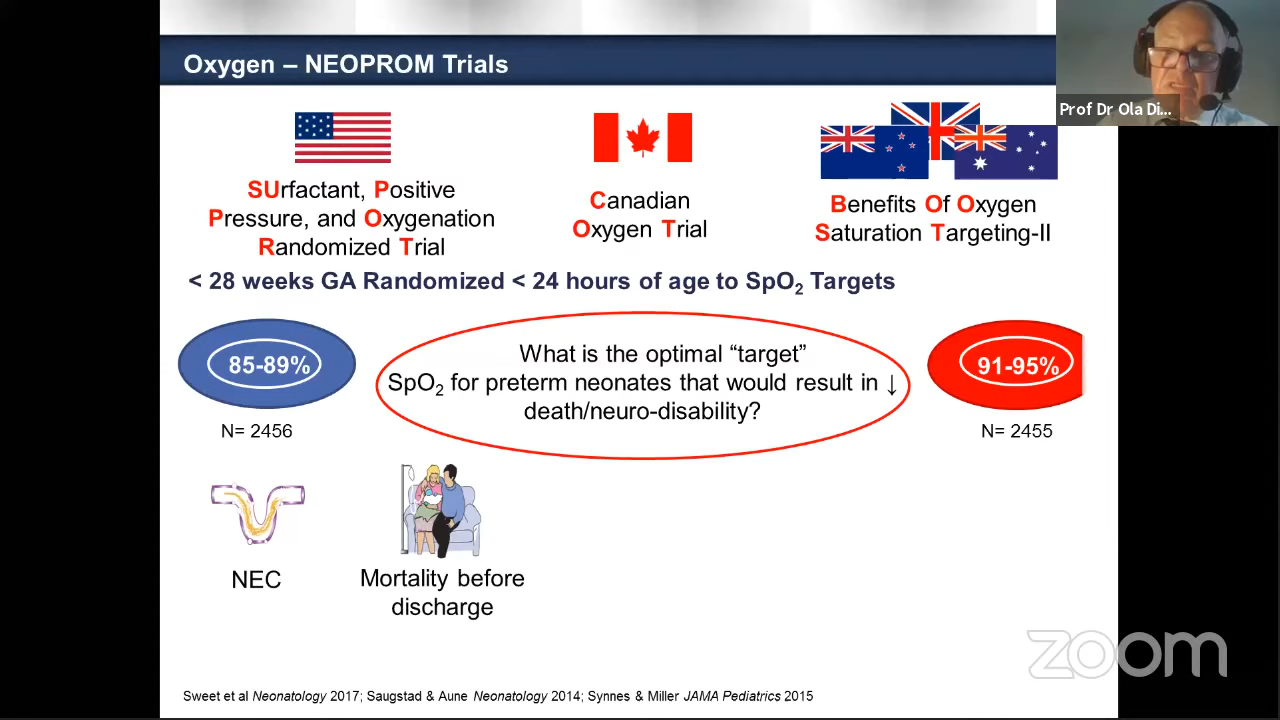 Oxygen – NEOPROM Trials
Prof Dr Ola Di...
SUrfactant, Positive
Pressure, and Oxygenation
Randomized Trial
Canadian
Oxygen Trial
Benefits Of Oxygen
Saturation Targeting-II
< 28 weeks GA Randomized < 24 hours of age to SpO₂ Targets
85-89%
N= 2456
What is the optimal “target”
SpO₂ for preterm neonates that would result in ↓
death/neuro-disability?
91-95%
N= 2455
NEC
Mortality before
discharge
zoom
Sweet et al Neonatology 2017; Saugstad & Aune Neonatology 2014; Synnes & Miller JAMA Pediatrics 2015